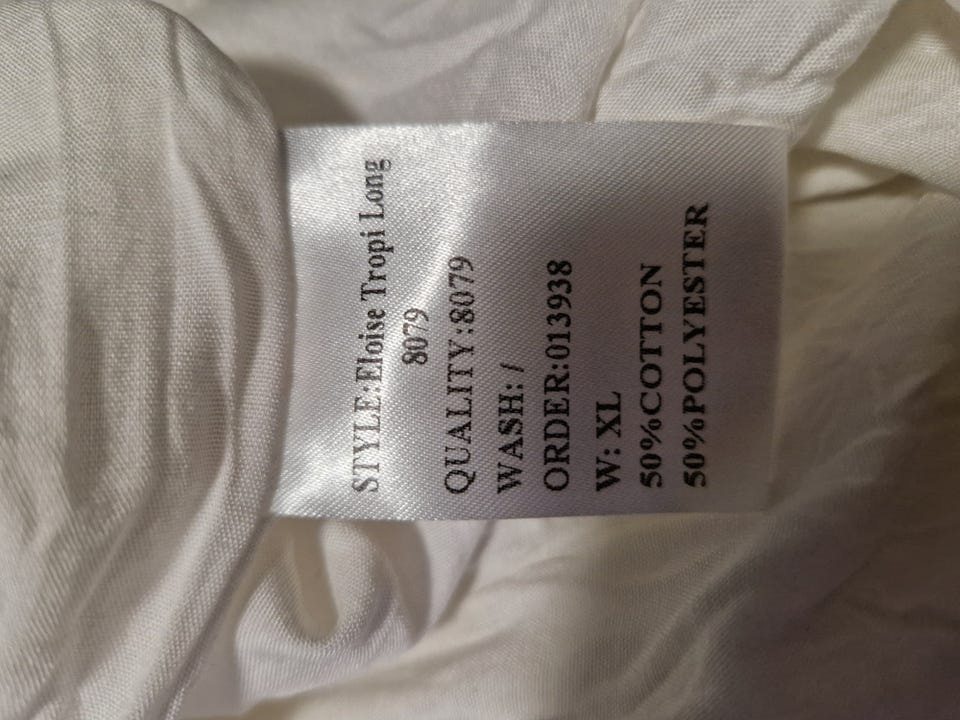 STYLE:Eloise Tropi Long
8079
QUALITY:8079
WASH: /
ORDER:013938
W: XL
50%COTTON
50%POLYESTER